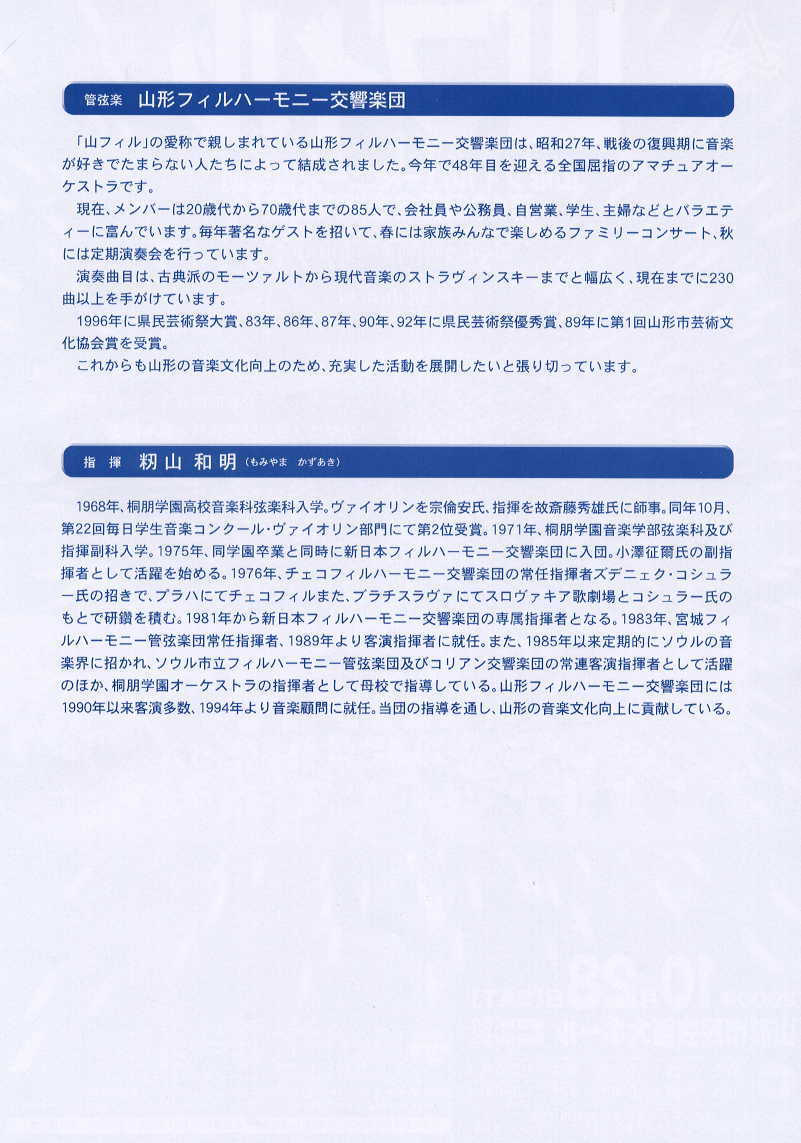 管弦楽 山形フィルハーモニー交響楽団
「山フィル」の愛称で親しまれている山形フィルハーモニー交響楽団は、昭和27年、戦後の復興期に音楽
が好きでたまらない人たちによって結成されました。今年で48年目を迎える全国屈指のアマチュアオー
ケストラです。
現在、メンバーは20歳代から70歳代までの85人で、会社員や公務員、自営業、学生、主婦などとバラエテ
ィーに富んでいます。毎年著名なゲストを招いて、春には家族みんなで楽しめるファミリーコンサート、秋
には定期演奏会を行っています。
演奏曲目は、古典派のモーツァルトから現代音楽のストラヴィンスキーまでと幅広く、現在までに230
曲以上を手がけています。
1996年に県民芸術祭大賞、83年、86年、87年、90年、92年に県民芸術祭優秀賞、89年に第1回山形市芸術文
化協会賞を受賞。
これからも山形の音楽文化向上のため、充実した活動を展開したいと張り切っています。
指 揮 籾山 和明 (もみやま かずあき)
1968年、桐朋学園高校音楽科弦楽科入学。ヴァイオリンを宗倫安氏、指揮を故斎藤秀雄氏に師事。同年10月、
第22回毎日学生音楽コンクール・ヴァイオリン部門にて第2位受賞。1971年、桐朋学園音楽学部弦楽科及び
指揮副科入学。1975年、同学園卒業と同時に新日本フィルハーモニー交響楽団に入団。小澤征爾氏の副指
揮者として活躍を始める。1976年、チェコフィルハーモニー交響楽団の常任指揮者ズデニェク・コシュラ
ー氏の招きで、プラハにてチェコフィルまた、ブラチスラヴァにてスロヴァキア歌劇場とコシュラー氏の
もとで研鑽を積む。1981年から新日本フィルハーモニー交響楽団の専属指揮者となる。1983年、宮城フィ
ルハーモニー管弦楽団常任指揮者、1989年より客演指揮者に就任。また、1985年以来定期的にソウルの音
楽界に招かれ、ソウル市立フィルハーモニー管弦楽団及びコリアン交響楽団の常連客演指揮者として活躍
のほか、桐朋学園オーケストラの指揮者として母校で指導している。山形フィルハーモニー交響楽団には
1990年以来客演多数、1994年より音楽顧問に就任。当団の指導を通し、山形の音楽文化向上に貢献している。